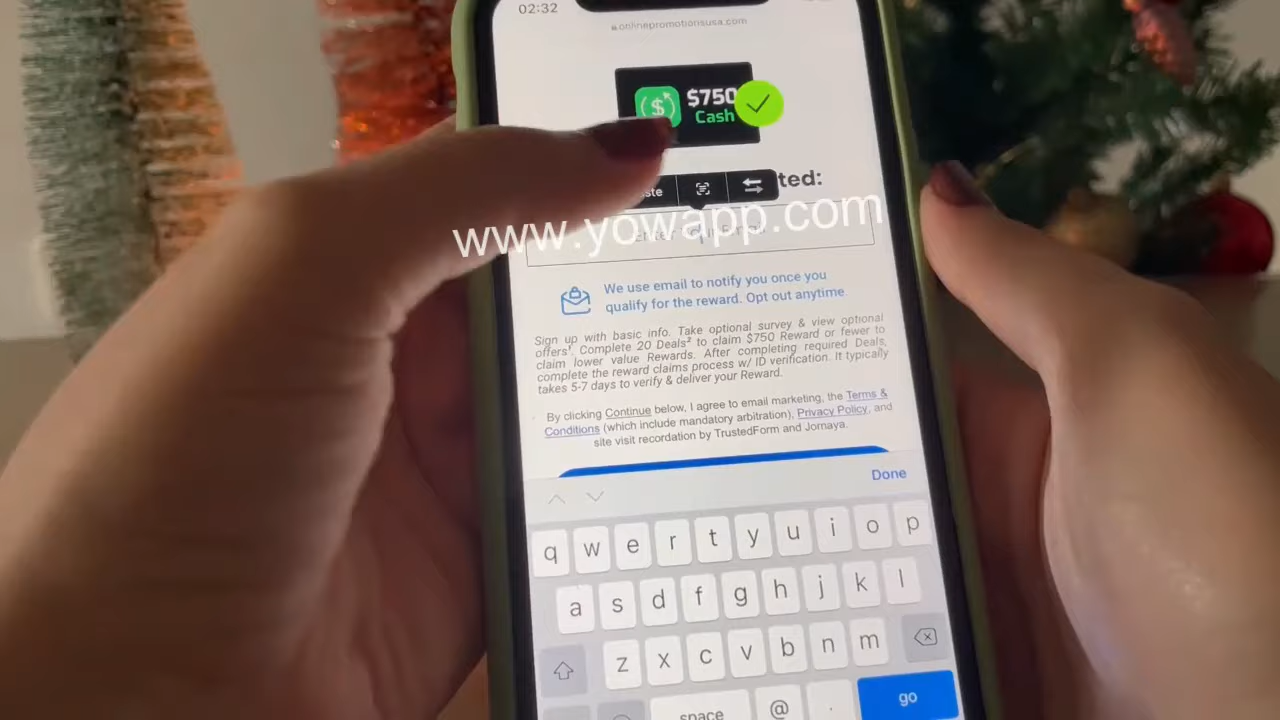 02:32
onlinepromotionsusa.com
$750
Cash
ste
ted:
www.yowapp.com
We use email to notify you once you
qualify for the reward. Opt out anytime
Sign up with basic info. Take optional survey & view optional
offers¹. Complete 20 Deals² to claim $750 Reward or fewer to
claim lower value Rewards. After completing required Deals,
complete the reward claims process w/ ID verification. It typically
takes 5-7 days to verify & deliver your Reward.
By clicking Continue below, I agree to email marketing, the Terms &
Conditions (which include mandatory arbitration), Privacy Policy, and
site visit recordation by TrustedForm and Jornaya.
Done
q w e r t y u i o p
a s d f g h j k l
z x c v b n m
space @ . go